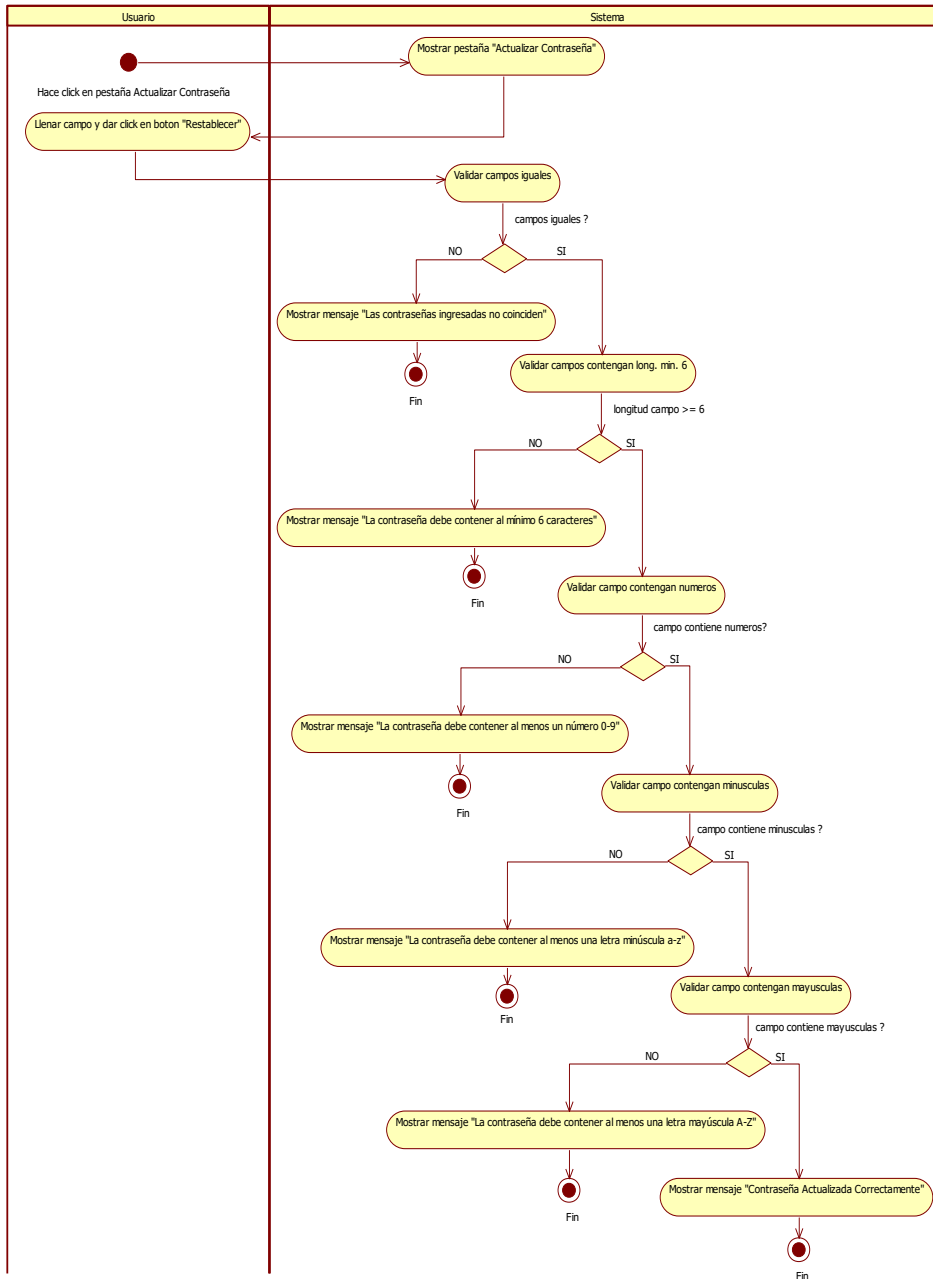 Usuario
Sistema
Mostrar pestaña "Actualizar Contraseña"
Hace click en pestaña Actualizar Contraseña
Llenar campo y dar click en boton "Restablecer"
Validar campos iguales
campos iguales ?
NO
SI
Mostrar mensaje "Las contraseñas ingresadas no coinciden"
Fin
Validar campos contengan long. min. 6
longitud campo >= 6
NO
SI
Mostrar mensaje "La contraseña debe contener al mínimo 6 caracteres"
Fin
Validar campo contengan numeros
campo contiene numeros?
NO
SI
Mostrar mensaje "La contraseña debe contener al menos un número 0-9"
Fin
Validar campo contengan minusculas
campo contiene minusculas ?
NO
SI
Mostrar mensaje "La contraseña debe contener al menos una letra minúscula a-z"
Fin
Validar campo contengan mayusculas
campo contiene mayusculas ?
NO
SI
Mostrar mensaje "La contraseña debe contener al menos una letra mayúscula A-Z"
Fin
Mostrar mensaje "Contraseña Actualizada Correctamente"
Fin